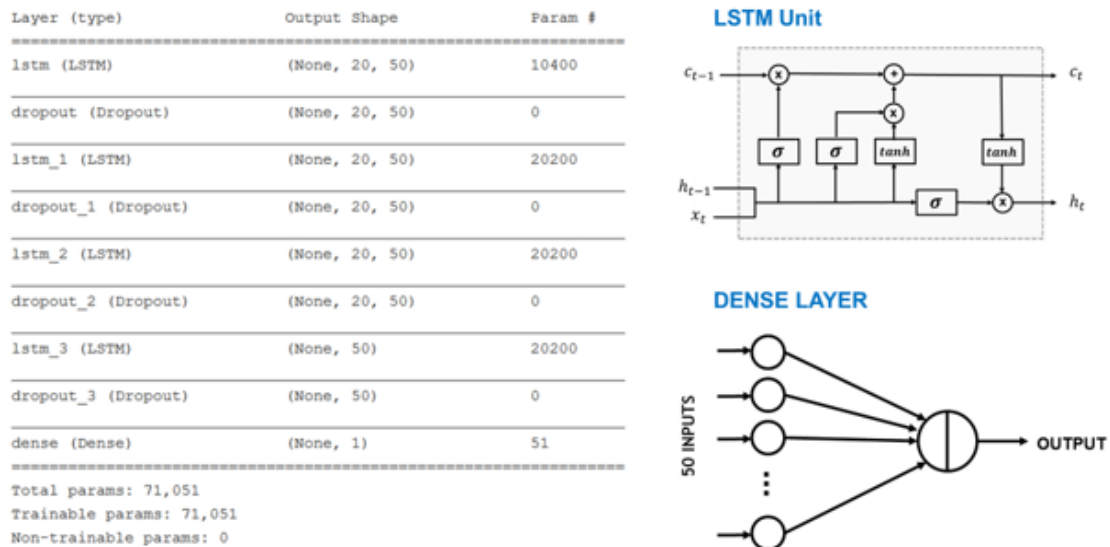 Layer (type) Output Shape Param #
lstm (LSTM) (None, 20, 50) 10400
dropout (Dropout) (None, 20, 50) 0
lstm_1 (LSTM) (None, 20, 50) 20200
dropout_1 (Dropout) (None, 20, 50) 0
lstm_2 (LSTM) (None, 20, 50) 20200
dropout_2 (Dropout) (None, 20, 50) 0
lstm_3 (LSTM) (None, 50) 20200
dropout_3 (Dropout) (None, 50) 0
dense (Dense) (None, 1) 51
Total params: 71,051
Trainable params: 71,051
Non-trainable params: 0
LSTM Unit
c_{t-1} x + c_t
x
σ σ tanh tanh
h_{t-1}
σ x h_t
x_t
DENSE LAYER
50 INPUTS
OUTPUT